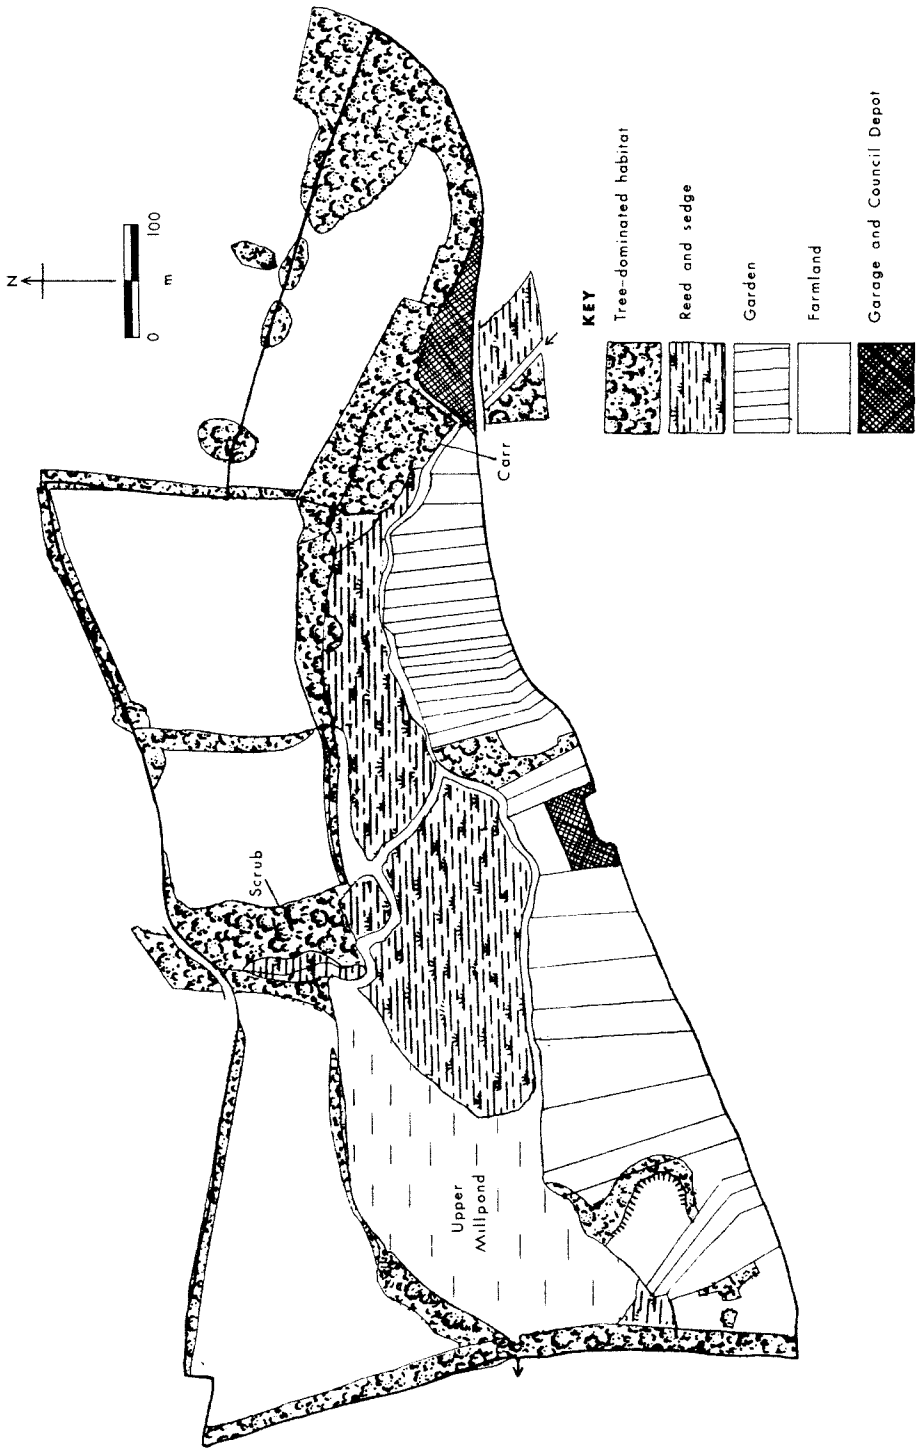 N
0
100
m
Scrub
Carr
Upper
Millpond
KEY
Tree-dominated habitat
Reed and sedge
Garden
Farmland
Garage and Council Depot